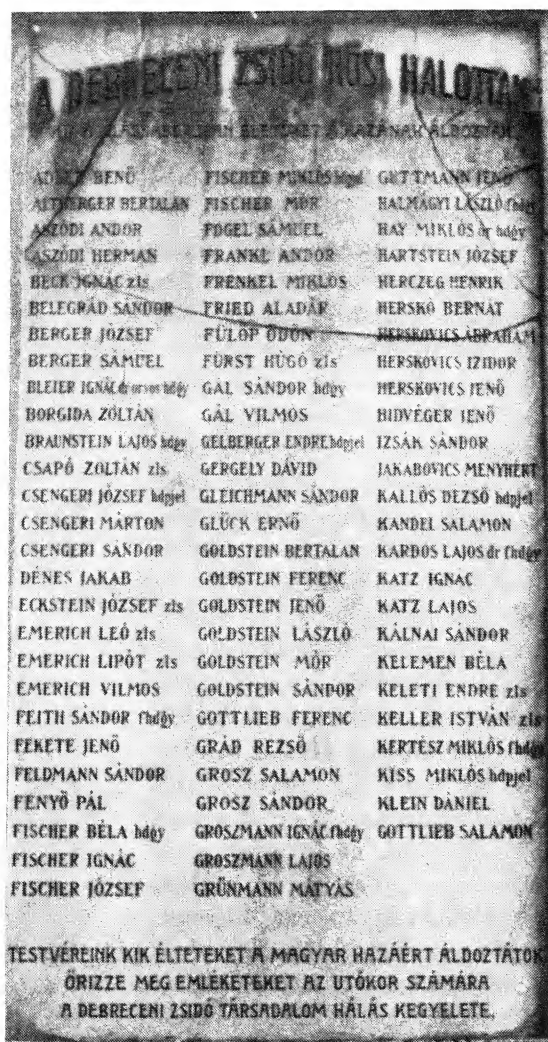 A DEBRECENI ZSIDÓ HŐSI HALOTTAK
ÉLETEKET A HAZÁNAK ÁLDOZTÁK
ADLER BENŐ
ALTBERGER BERTALAN
ASZÓDI ANDOR
ASZÓDI HERMAN
BECK IGNÁC zls
BELEGRÁD SÁNDOR
BERGER JÓZSEF
BERGER SÁMUEL
BLEIER IGNÁC dr orvos hdgy
BORGIDA ZOLTÁN
BRAUNSTEIN LAJOS hdgy
CSAPÓ ZOLTÁN zls
CSENGERI JÓZSEF hdpjel
CSENGERI MÁRTON
CSENGERI SÁNDOR
DÉNES JAKAB
ECKSTEIN JÓZSEF zls
EMERICH LEÓ zls
EMERICH LIPÓT zls
EMERICH VILMOS
FEITH SÁNDOR fhdgy
FEKETE JENŐ
FELDMANN SÁNDOR
FENYŐ PÁL
FISCHER BÉLA hdgy
FISCHER IGNÁC
FISCHER JÓZSEF
FISCHER MIKLÓS hdpjel
FISCHER MÓR
FOGEL SÁMUEL
FRANKL ANDOR
FRENKEL MIKLÓS
FRIED ALADÁR
FÜLÖP ÖDÖN
FÜRST HUGÓ zls
GÁL SÁNDOR hdgy
GÁL VILMOS
GELBERGER ENDRE hdpjel
GERGELY DÁVID
GLEICHMANN SÁNDOR
GLÜCK ERNŐ
GOLDSTEIN BERTALAN
GOLDSTEIN FERENC
GOLDSTEIN JENŐ
GOLDSTEIN LÁSZLÓ
GOLDSTEIN MÓR
GOLDSTEIN SÁNDOR
GOTTLIEB FERENC
GRÁD REZSŐ
GROSZ SALAMON
GROSZ SÁNDOR
GROSZMANN IGNÁC fhdgy
GROSZMANN LAJOS
GRÜNMANN MÁTYÁS
GUTTMANN JENŐ
HALMÁGYI LÁSZLÓ fhdgy
HAY MIKLÓS dr hdgy
HARTSTEIN JÓZSEF
HERCZEG HENRIK
HERSKÓ BERNÁT
HERSKOVICS ÁBRAHÁM
HERSKOVICS IZIDOR
HERSKOVICS JENŐ
HIDVÉGER JENŐ
IZSÁK SÁNDOR
JAKABOVICS MENYHÉRT
KALLÓS DEZSŐ hdpjel
KANDEL SALAMON
KARDOS LAJOS dr fhdgy
KATZ IGNÁC
KATZ LAJOS
KÁLNAI SÁNDOR
KELEMEN BÉLA
KELETI ENDRE zls
KELLER ISTVÁN zls
KERTÉSZ MIKLÓS fhdgy
KISS MIKLÓS hdpjel
KLEIN DÁNIEL
GOTTLIEB SALAMON
TESTVÉREINK KIK ÉLTETEKET A MAGYAR HAZÁÉRT ÁLDOZTÁTOK,
ŐRIZZE MEG EMLÉKETEKET AZ UTÓKOR SZÁMÁRA
A DEBRECENI ZSIDÓ TÁRSADALOM HÁLÁS KEGYELETE.